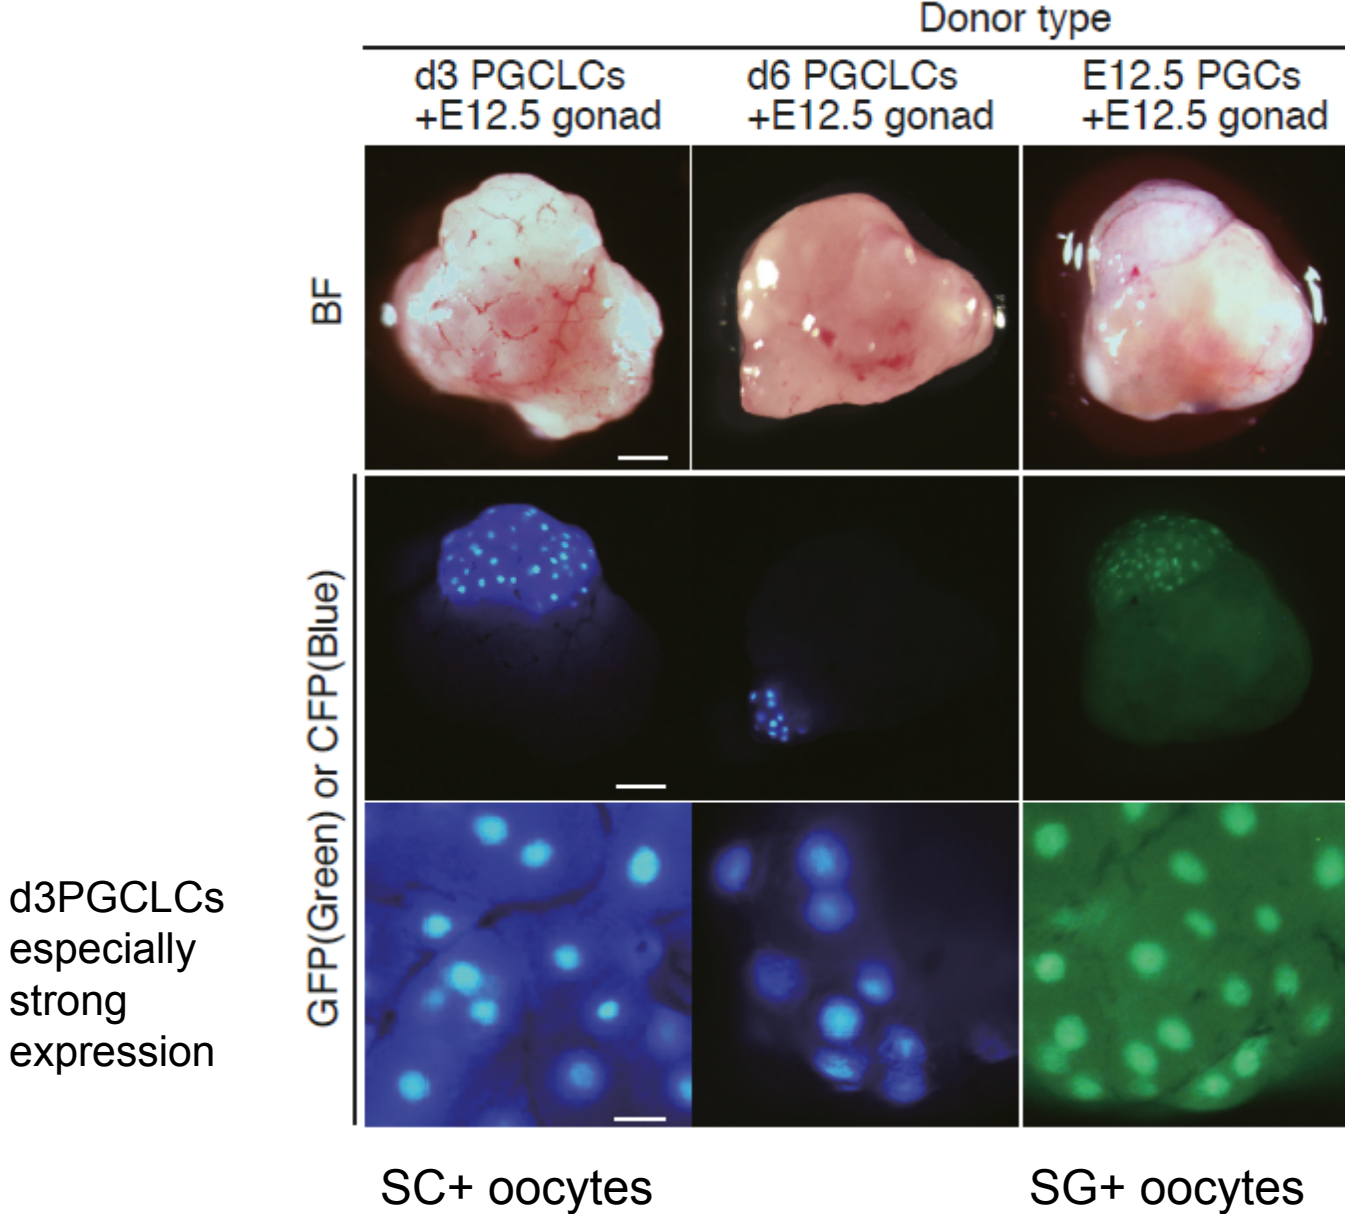 Donor type
d3 PGCLCs
+E12.5 gonad
d6 PGCLCs
+E12.5 gonad
E12.5 PGCs
+E12.5 gonad
BF
GFP(Green) or CFP(Blue)
d3PGCLCs
especially
strong
expression
SC+ oocytes
SG+ oocytes